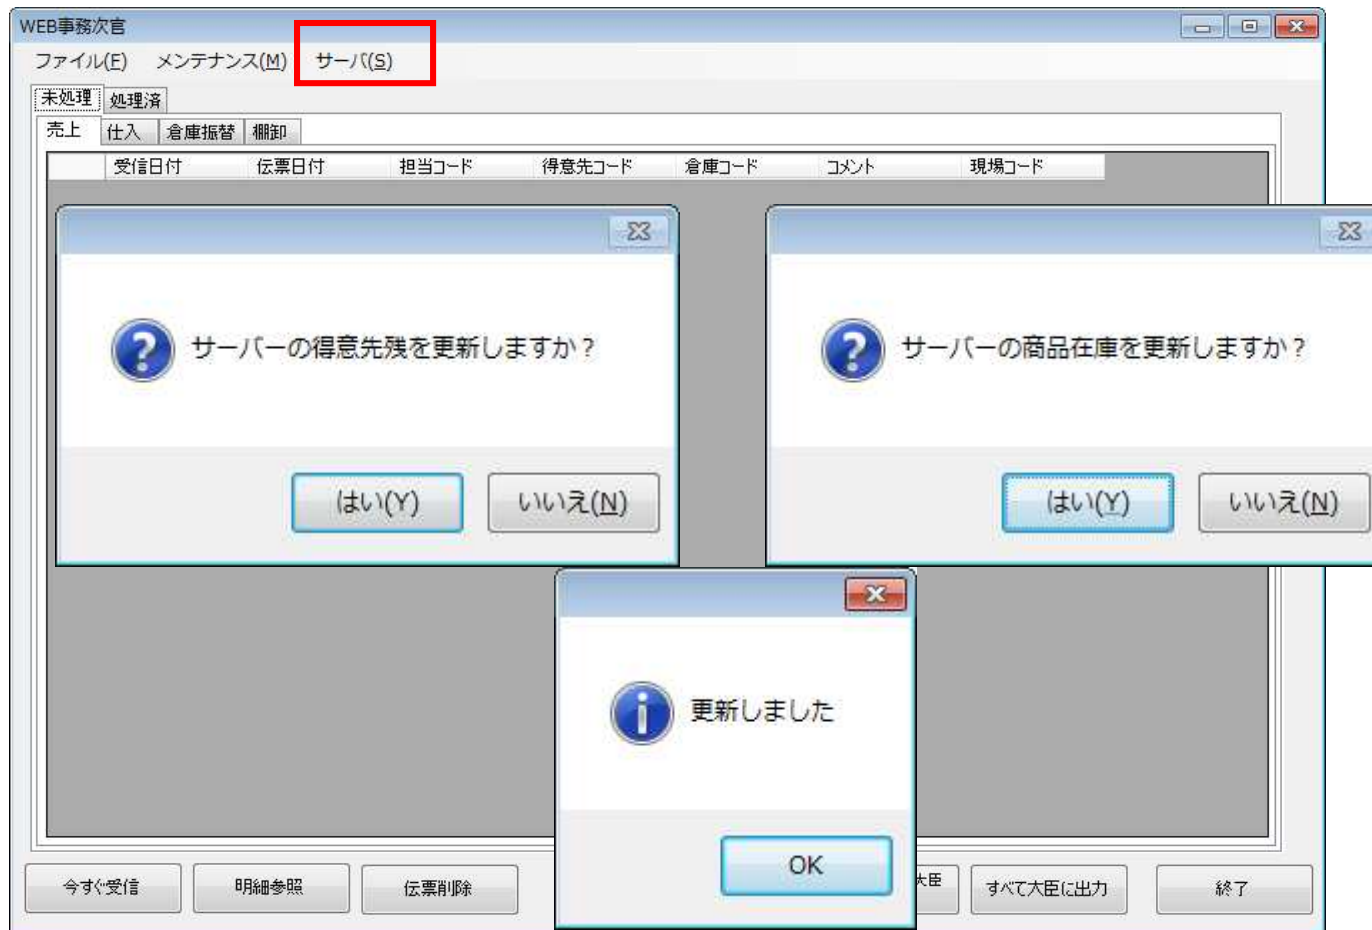 WEB事務次官
ファイル(F) メンテナンス(M) サーバ(S)
未処理 処理済
売上 仕入 倉庫振替 棚卸
受信日付 伝票日付 担当コード 得意先コード 倉庫コード コメント 現場コード
サーバーの得意先残を更新しますか？
はい(Y) いいえ(N)
サーバーの商品在庫を更新しますか？
はい(Y) いいえ(N)
更新しました
OK
今すぐ受信 明細参照 伝票削除 大臣 すべて大臣に出力 終了